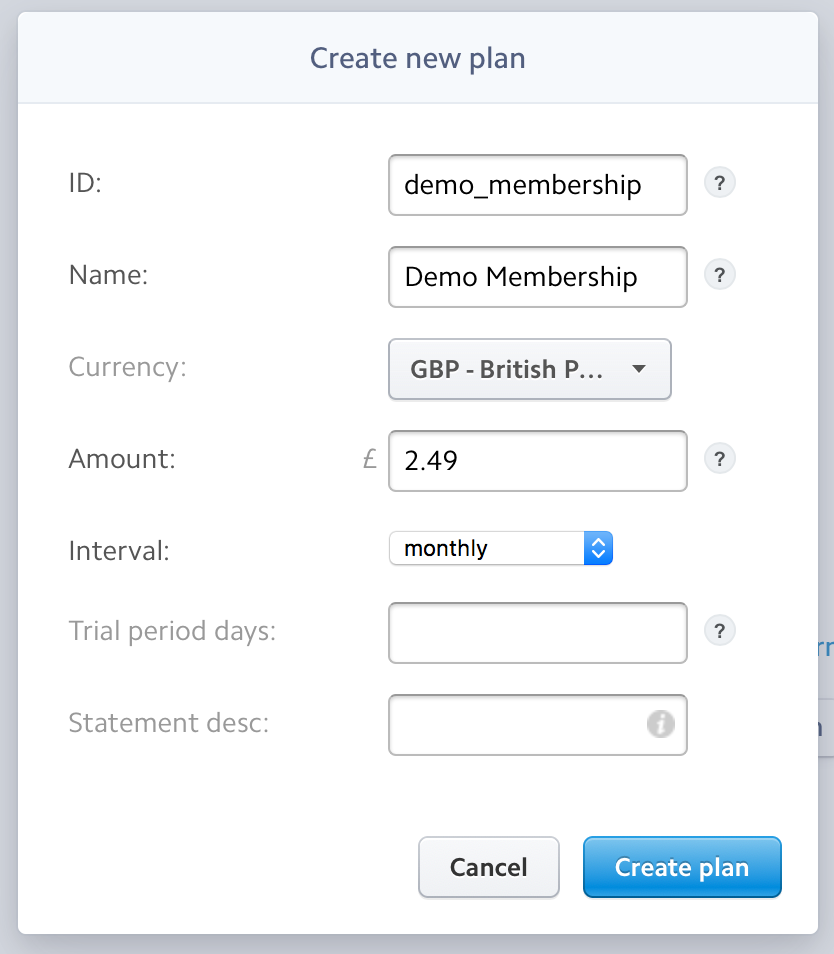 Create new plan
ID: demo_membership ?
Name: Demo Membership ?
Currency: GBP - British P...
Amount: £ 2.49 ?
Interval: monthly
Trial period days: ?
Statement desc: i
Cancel Create plan